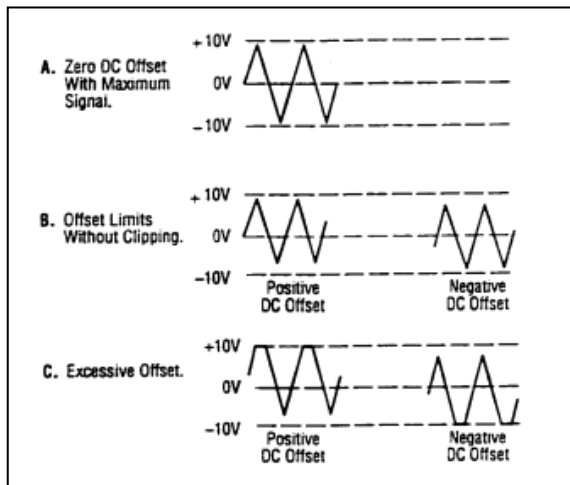 +10V
A. Zero DC Offset
With Maximum
Signal.
0V
−10V
+10V
B. Offset Limits
Without Clipping.
0V
−10V
Positive
DC Offset
Negative
DC Offset
+10V
C. Excessive Offset.
0V
−10V
Positive
DC Offset
Negative
DC Offset